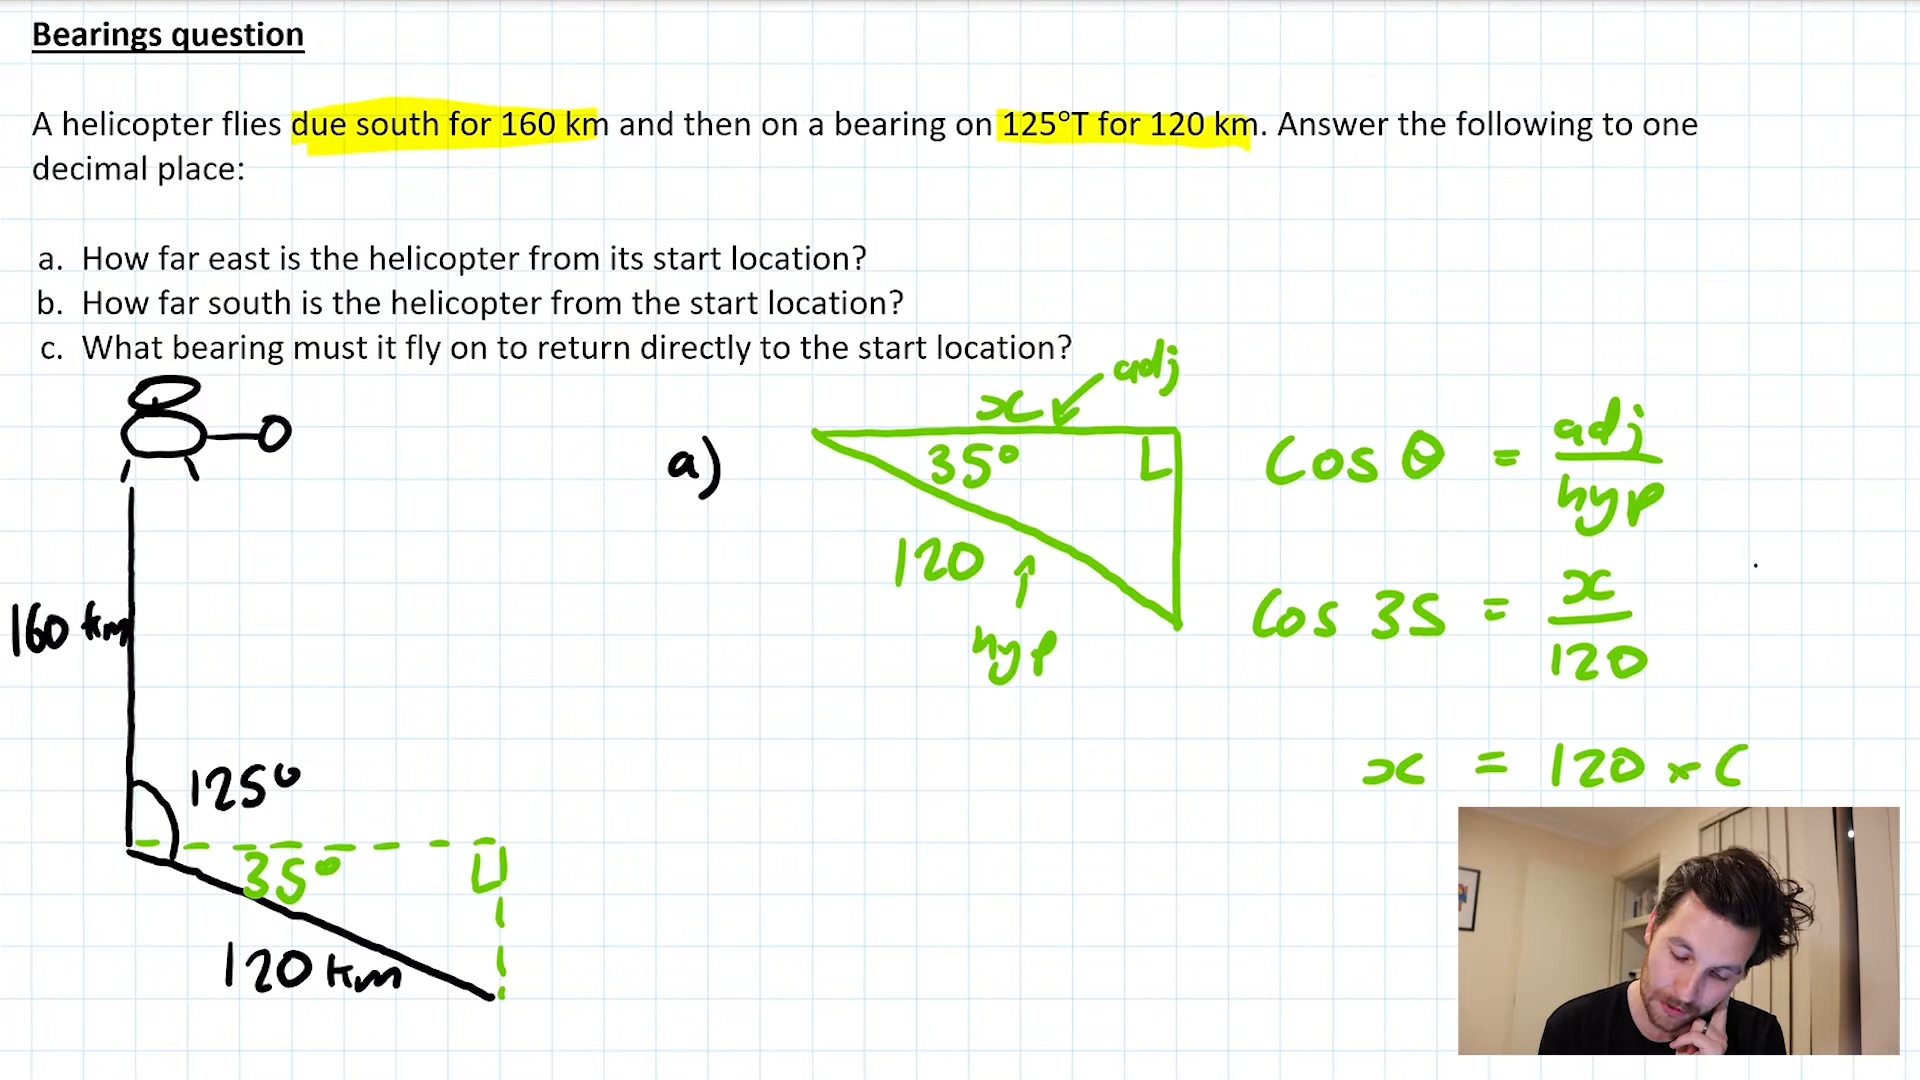 Bearings question
A helicopter flies due south for 160 km and then on a bearing on 125°T for 120 km. Answer the following to one
decimal place:
a. How far east is the helicopter from its start location?
b. How far south is the helicopter from the start location?
c. What bearing must it fly on to return directly to the start location?
160 km
125°
35°
120 km
a)
x
adj
35°
120
hyp
Cos θ = adj/hyp
Cos 35 = x/120
x = 120 × C